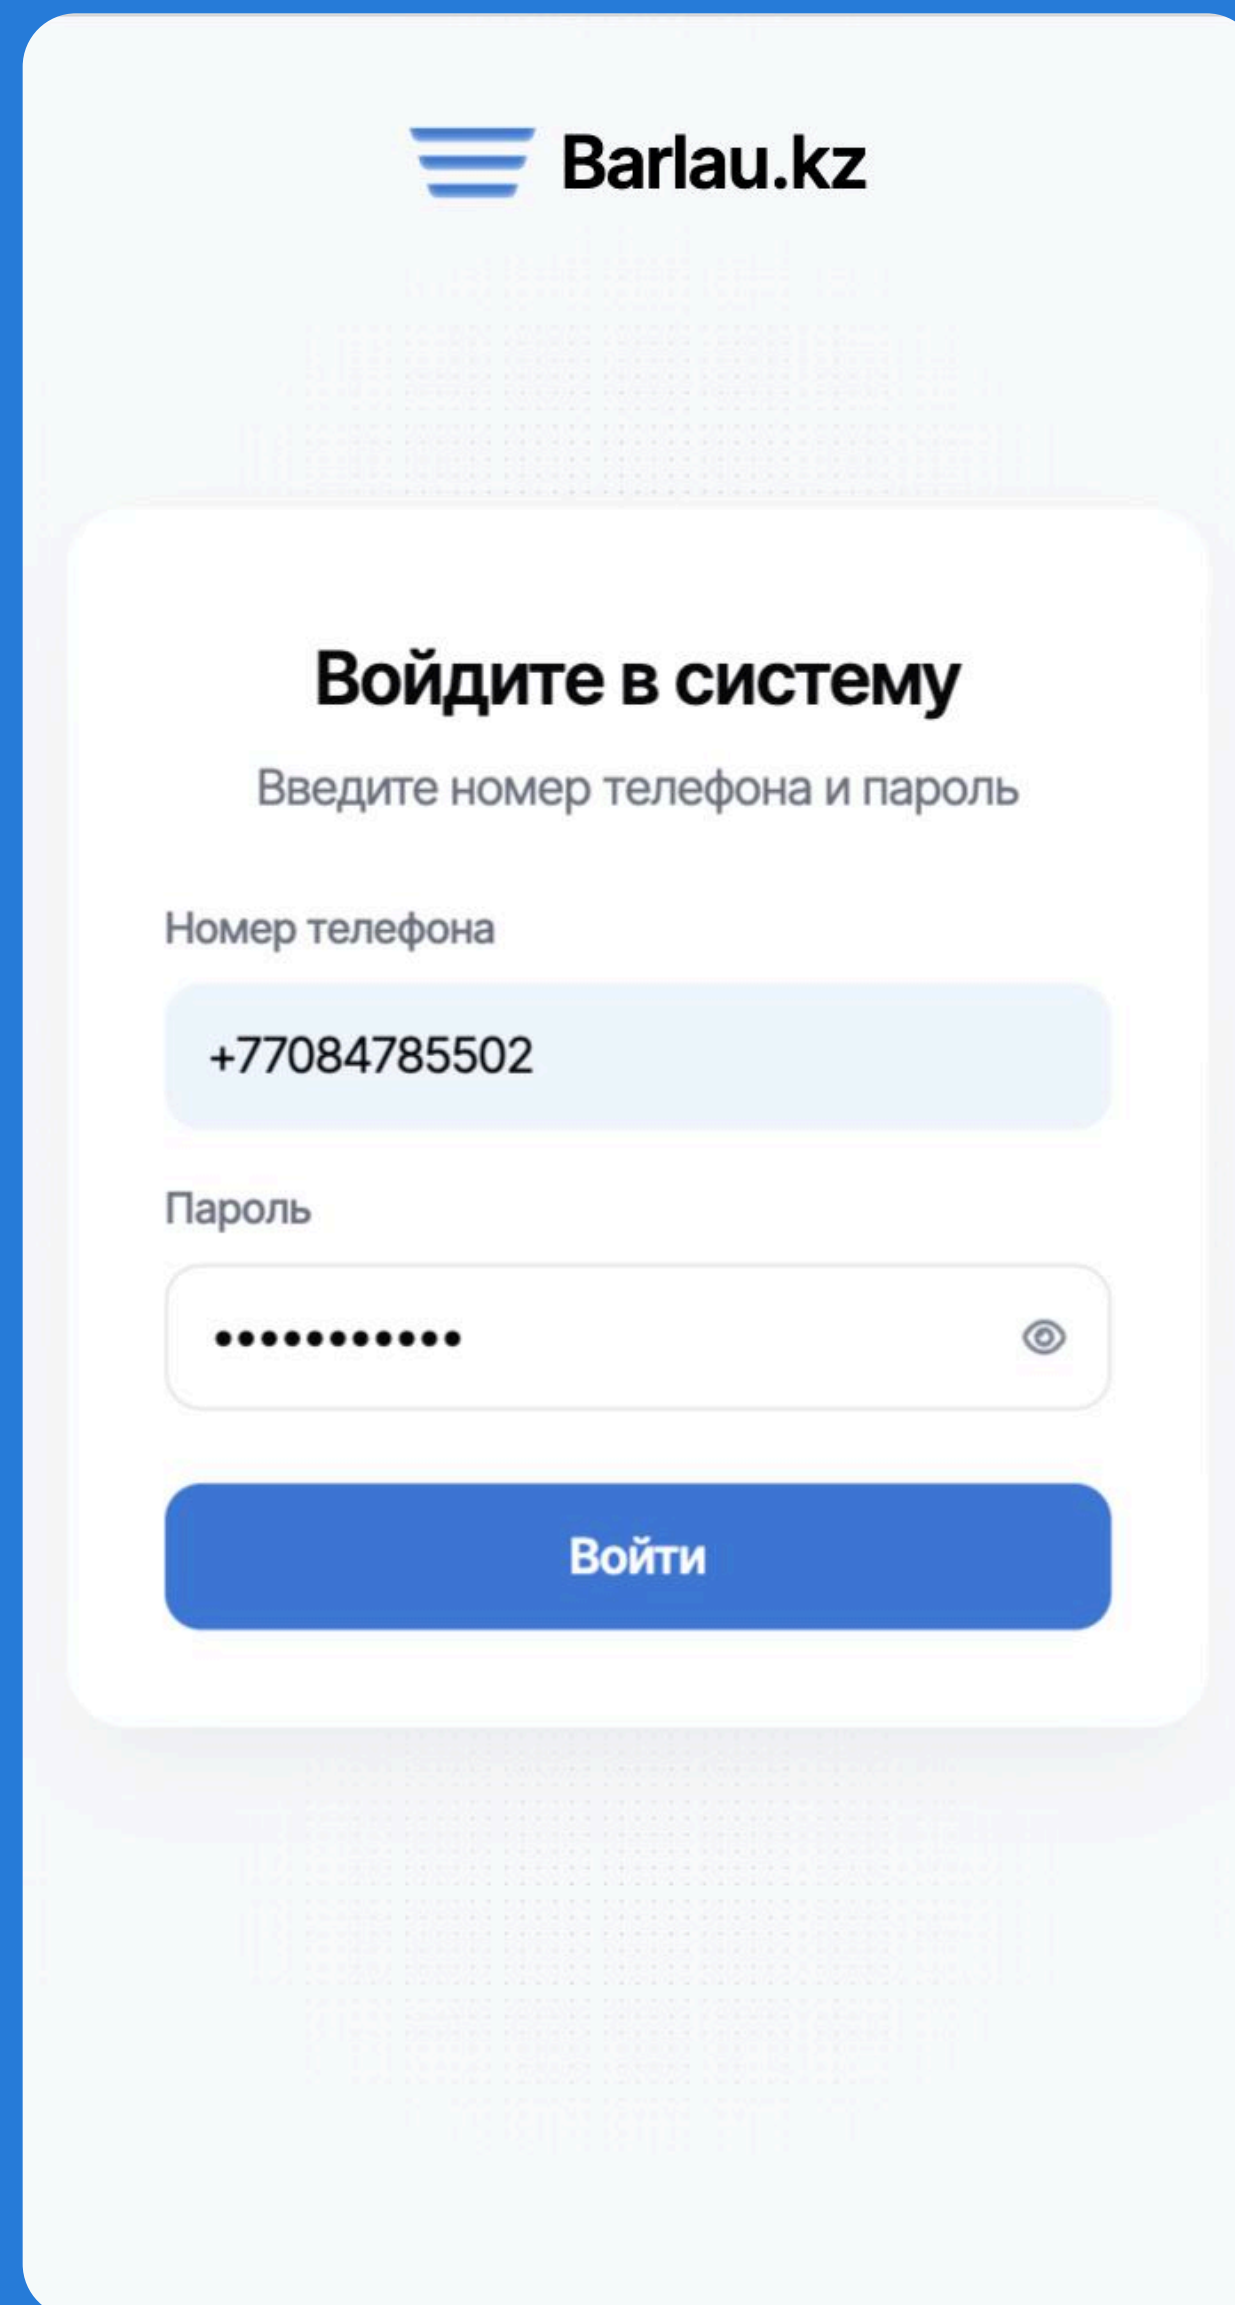 Barlau.kz
Войдите в систему
Введите номер телефона и пароль
Номер телефона
+77084785502
Пароль
•••••••••••
Войти